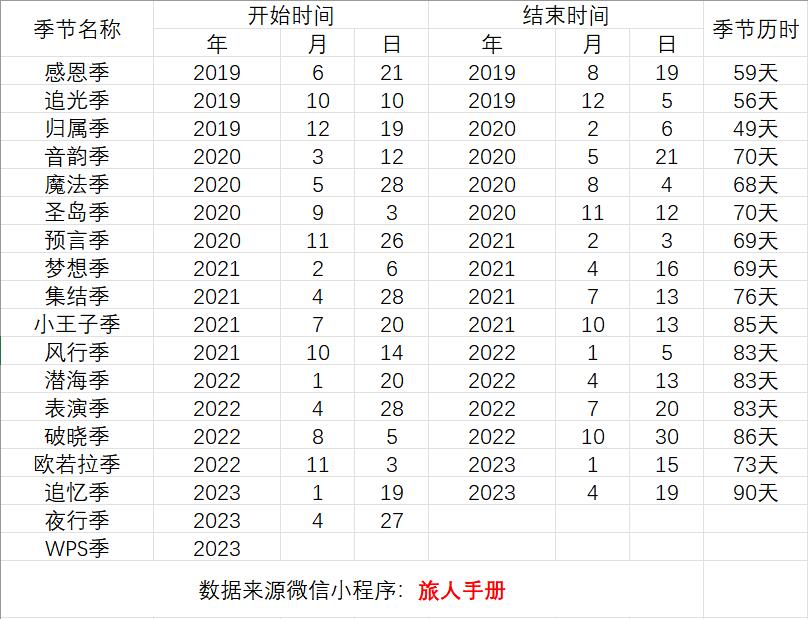 季节名称 开始时间 结束时间 季节历时
年 月 日 年 月 日
感恩季 2019 6 21 2019 8 19 59天
追光季 2019 10 10 2019 12 5 56天
归属季 2019 12 19 2020 2 6 49天
音韵季 2020 3 12 2020 5 21 70天
魔法季 2020 5 28 2020 8 4 68天
圣岛季 2020 9 3 2020 11 12 70天
预言季 2020 11 26 2021 2 3 69天
梦想季 2021 2 6 2021 4 16 69天
集结季 2021 4 28 2021 7 13 76天
小王子季 2021 7 20 2021 10 13 85天
风行季 2021 10 14 2022 1 5 83天
潜海季 2022 1 20 2022 4 13 83天
表演季 2022 4 28 2022 7 20 83天
破晓季 2022 8 5 2022 10 30 86天
欧若拉季 2022 11 3 2023 1 15 73天
追忆季 2023 1 19 2023 4 19 90天
夜行季 2023 4 27
WPS季 2023
数据来源微信小程序：旅人手册